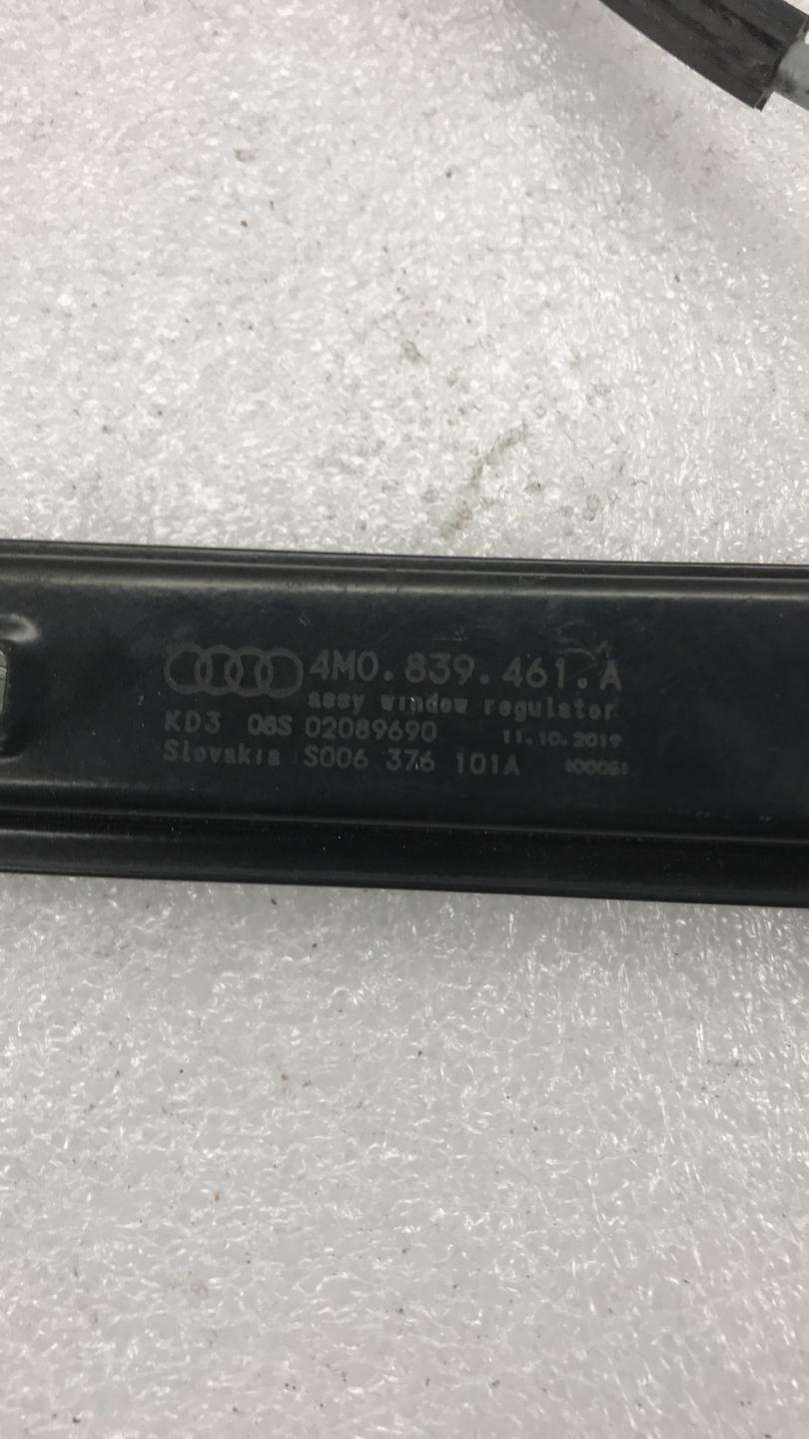 4M0.839.461.A
assy window regulator
KD3 08S 02089690 11.10.2019
Slovakia S006 376 101A